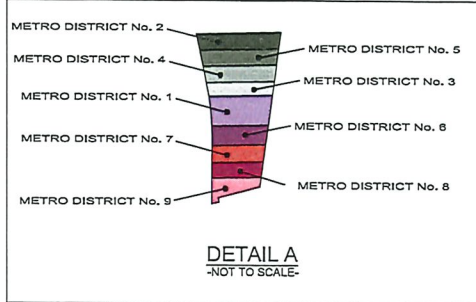 METRO DISTRICT No. 2
METRO DISTRICT No. 5
METRO DISTRICT No. 4
METRO DISTRICT No. 3
METRO DISTRICT No. 1
METRO DISTRICT No. 6
METRO DISTRICT No. 7
METRO DISTRICT No. 8
METRO DISTRICT No. 9
DETAIL A
-NOT TO SCALE-